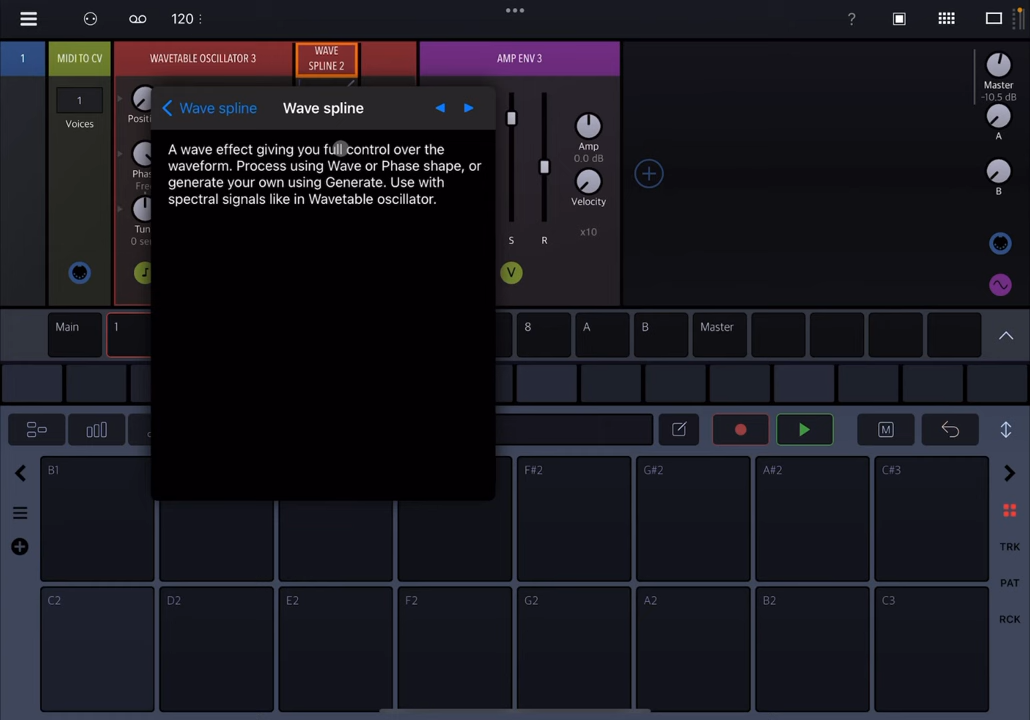 120
?
1
MIDI TO CV
WAVETABLE OSCILLATOR 3
WAVE
SPLINE 2
AMP ENV 3
1
Voices
Wave spline
Wave spline
A wave effect giving you full control over the
waveform. Process using Wave or Phase shape, or
generate your own using Generate. Use with
spectral signals like in Wavetable oscillator.
S
R
Amp
0.0 dB
Velocity
x10
V
Master
-10.5 dB
A
B
Main
1
8
A
B
Master
M
B1
F#2
G#2
A#2
C#3
C2
D2
E2
F2
G2
A2
B2
C3
TRK
PAT
RCK